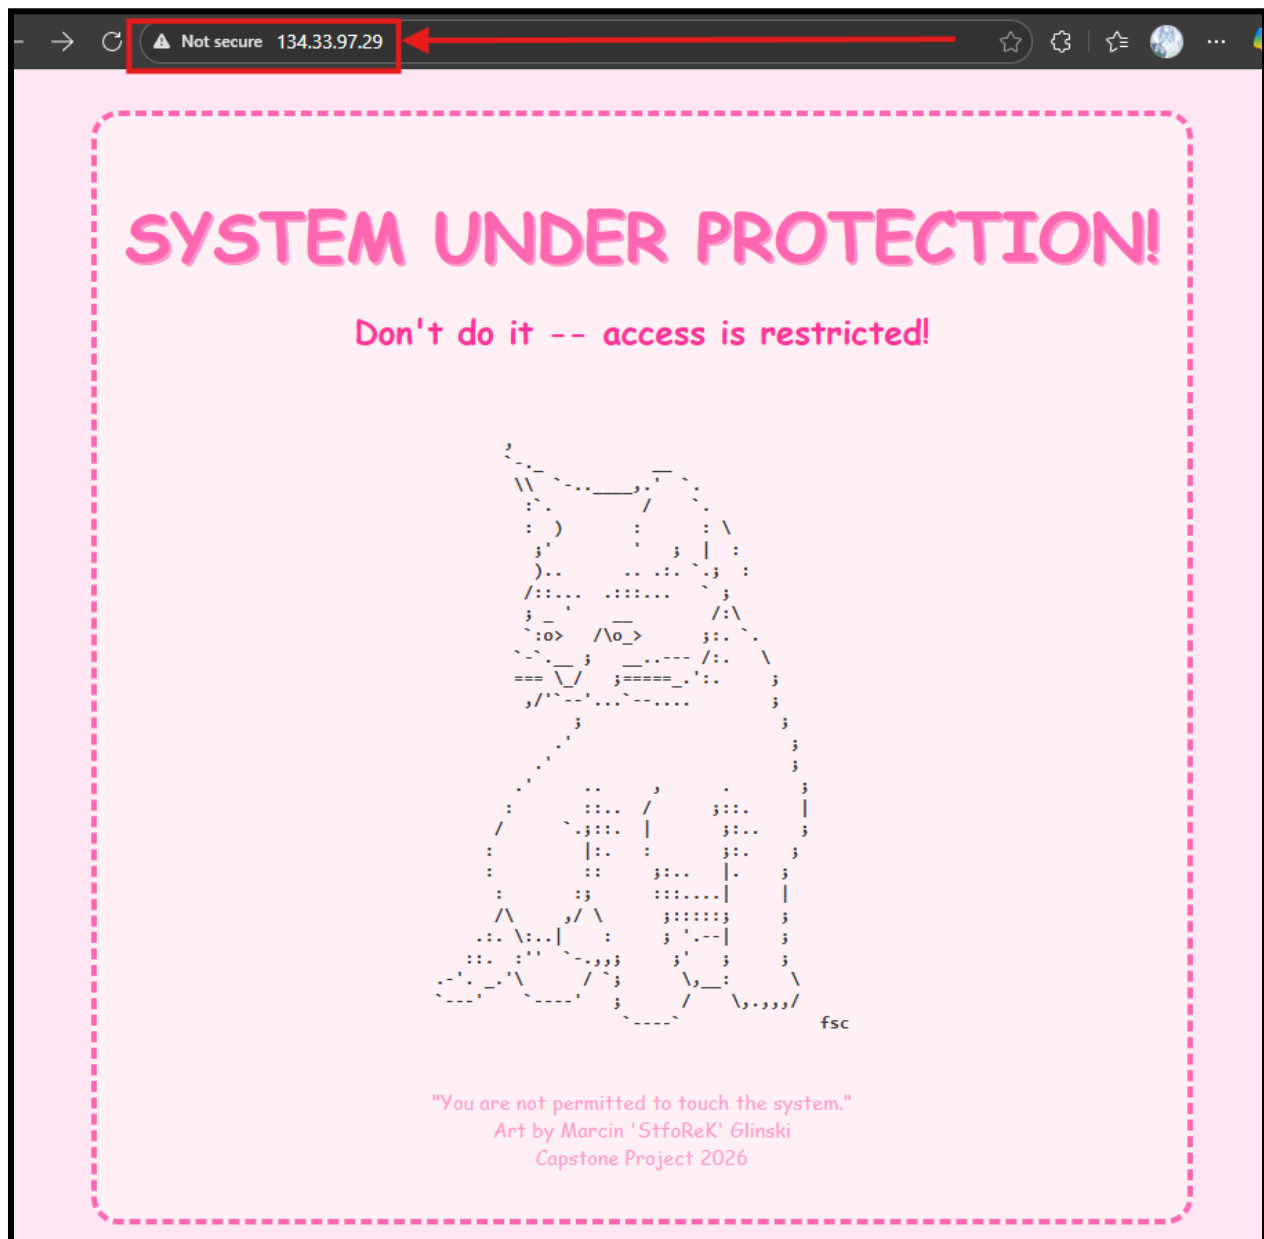 Not secure 134.33.97.29
SYSTEM UNDER PROTECTION!
Don't do it -- access is restricted!
fsc
"You are not permitted to touch the system."
Art by Marcin 'StfoReK' Glinski
Capstone Project 2026